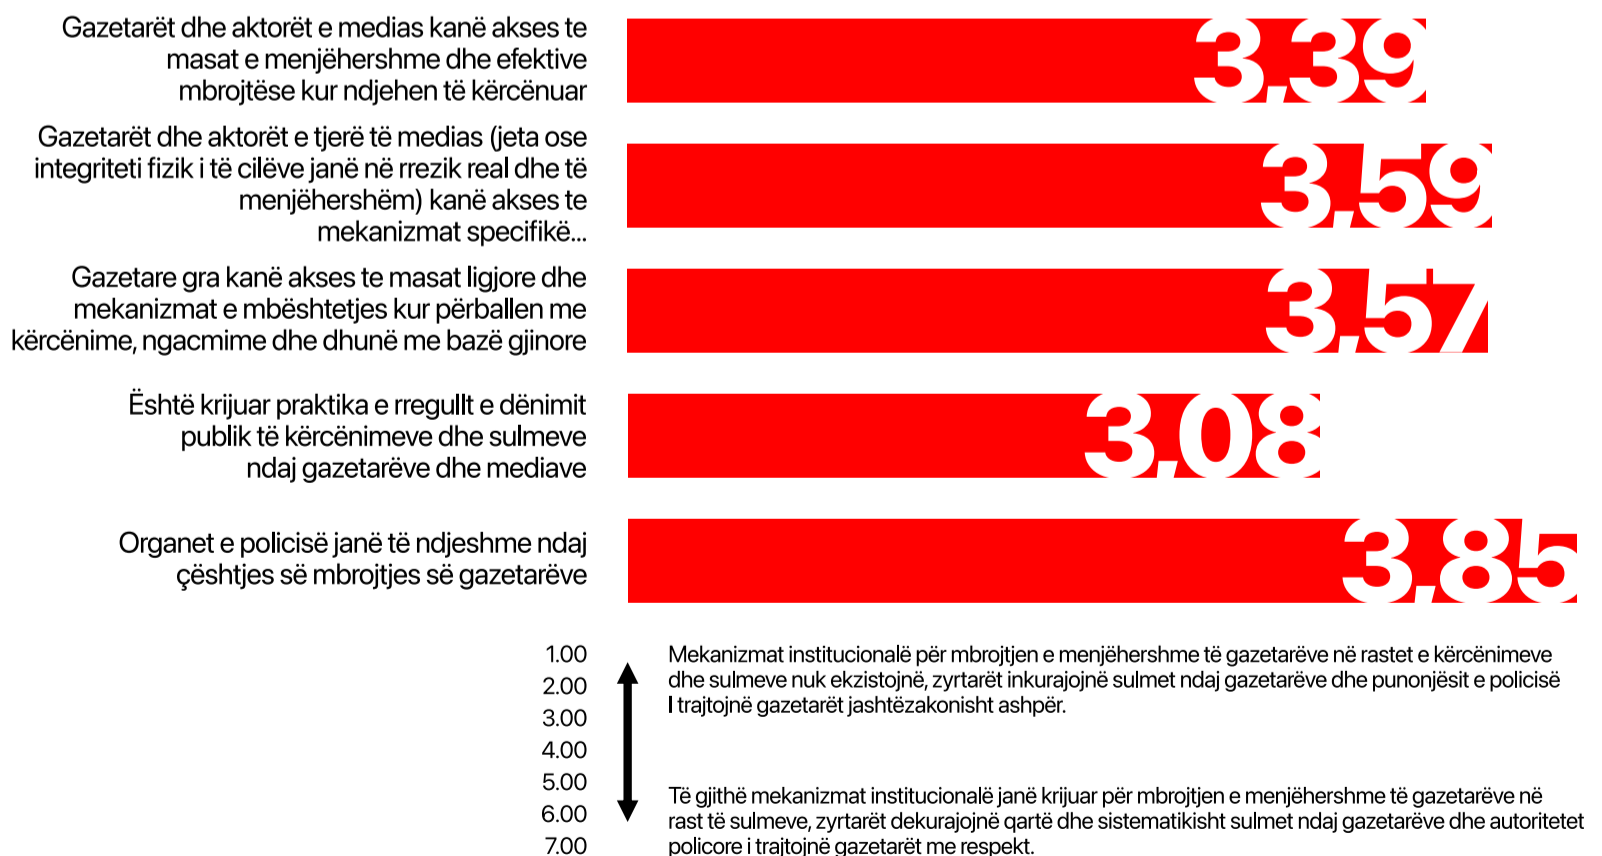 Gazetarët dhe aktorët e medias kanë akses te
masat e menjëhershme dhe efektive
mbrojtëse kur ndjehen të kërcënuar
3,39
Gazetarët dhe aktorët e tjerë të medias (jeta ose
integriteti fizik i të cilëve janë në rrezik real dhe të
menjëhershëm) kanë akses te
mekanizmat specifikë...
3,59
Gazetare gra kanë akses te masat ligjore dhe
mekanizmat e mbështetjes kur përballen me
kërcënime, ngacmime dhe dhunë me bazë gjinore
3,57
Është krijuar praktika e rregullt e dënimit
publik të kërcënimeve dhe sulmeve
ndaj gazetarëve dhe mediave
3,08
Organet e policisë janë të ndjeshme ndaj
çështjes së mbrojtjes së gazetarëve
3,85
1.00
2.00
3.00
4.00
5.00
6.00
7.00
Mekanizmat institucionalë për mbrojtjen e menjëhershme të gazetarëve në rastet e kërcënimeve
dhe sulmeve nuk ekzistojnë, zyrtarët inkurajojnë sulmet ndaj gazetarëve dhe punonjësit e policisë
I trajtojnë gazetarët jashtëzakonisht ashpër.
Të gjithë mekanizmat institucionalë janë krijuar për mbrojtjen e menjëhershme të gazetarëve në
rast të sulmeve, zyrtarët dekurajojnë qartë dhe sistematikisht sulmet ndaj gazetarëve dhe autoritetet
policore i trajtojnë gazetarët me respekt.